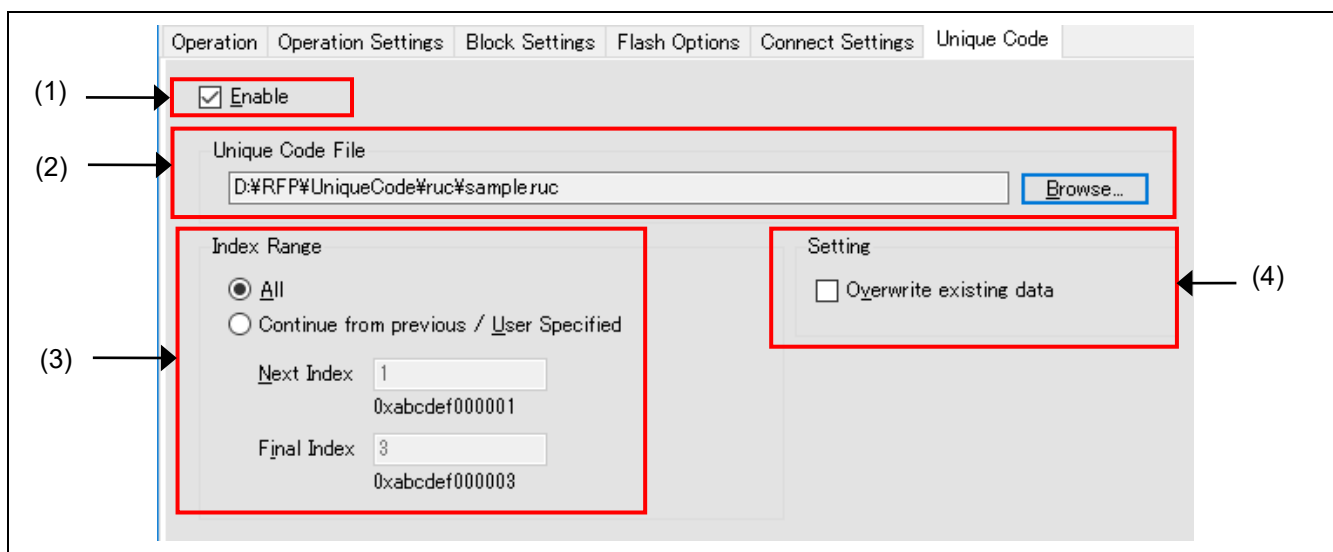 Operation Operation Settings Block Settings Flash Options Connect Settings Unique Code
(1) Enable
(2) Unique Code File
D:¥RFP¥UniqueCode¥ruc¥sample.ruc Browse...
Index Range
All
Continue from previous / User Specified
(3) Next Index 1
0xabcdef000001
Final Index 3
0xabcdef000003
Setting
Overwrite existing data (4)